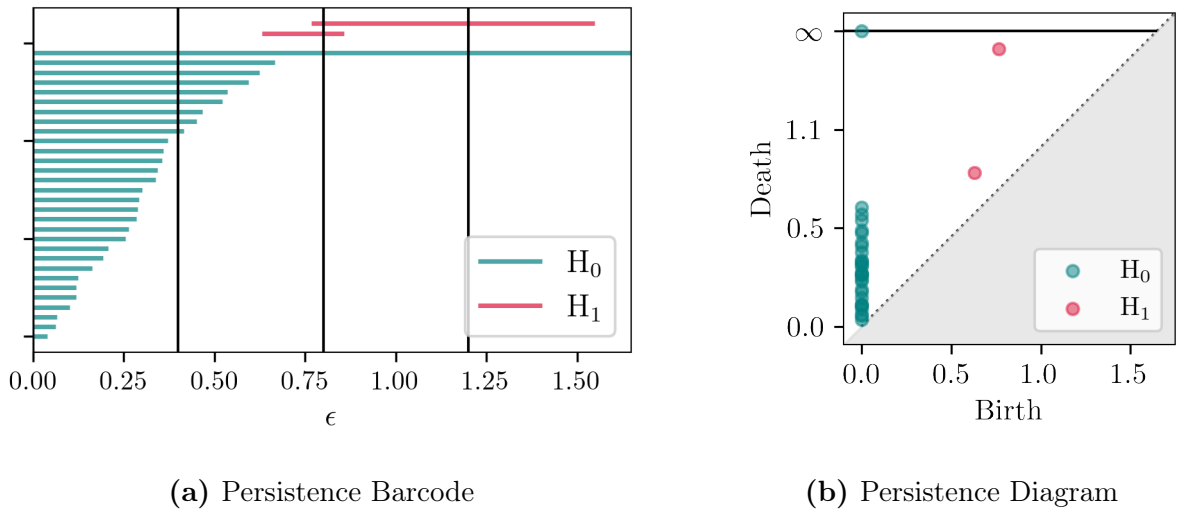 H₀
H₁
0.00 0.25 0.50 0.75 1.00 1.25 1.50
ϵ
(a) Persistence Barcode
∞
1.1
0.5
0.0
Death
H₀
H₁
0.0 0.5 1.0 1.5
Birth
(b) Persistence Diagram